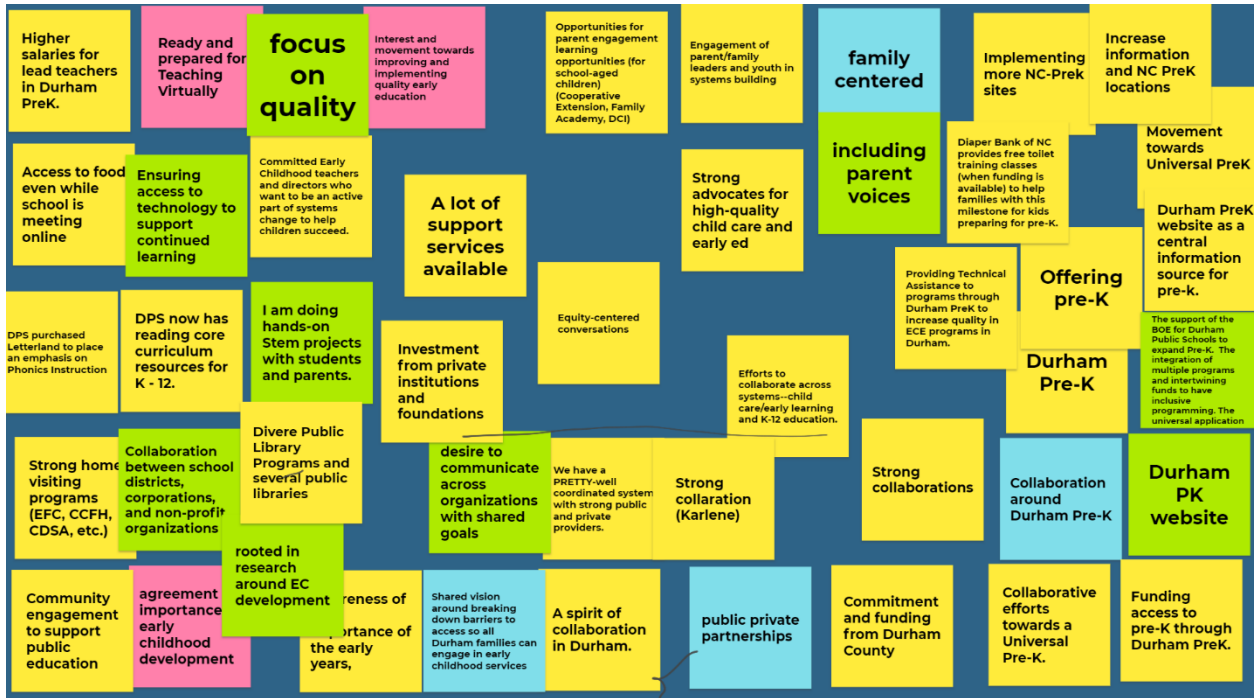 Higher
salaries for
lead teachers
in Durham
PreK.
Ready and
prepared for
Teaching
Virtually
focus
on
quality
Interest and
movement towards
improving and
implementing
quality early
education
Opportunities for
parent engagement
learning
opportunities (for
school-aged
children)
(Cooperative
Extension, Family
Academy, DCI)
Engagement of
parent/family
leaders and youth in
systems building
family
centered
Implementing
more NC-Prek
sites
Increase
information
and NC PreK
locations
Access to food
even while
school is
meeting
online
Ensuring
access to
technology to
support
continued
learning
Committed Early
Childhood teachers
and directors who
want to be an active
part of systems
change to help
children succeed.
A lot of
support
services
available
Strong
advocates for
high-quality
child care and
early ed
including
parent
voices
Diaper Bank of NC
provides free toilet
training classes
(when funding is
available) to help
families with this
milestone for kids
preparing for pre-K.
Movement
towards
Universal PreK
Durham PreK
website as a
central
information
source for
pre-k.
DPS purchased
Letterland to place
an emphasis on
Phonics Instruction
DPS now has
reading core
curriculum
resources for
K - 12.
I am doing
hands-on
Stem projects
with students
and parents.
Investment
from private
institutions
and
foundations
Equity-centered
conversations
Efforts to
collaborate across
systems--child
care/early learning
and K-12 education.
Providing Technical
Assistance to
programs through
Durham PreK to
increase quality in
ECE programs in
Durham.
Offering
pre-K
Durham
Pre-K
The support of the
BOE for Durham
Public Schools to
expand Pre-K. The
integration of
multiple programs
and intertwining
funds to have
inclusive
programming. The
universal application
Strong home
visiting
programs
(EFC, CCFH,
CDSA, etc.)
Collaboration
between school
districts,
corporations,
and non-profit
organizations
Divere Public
Library
Programs and
several public
libraries
desire to
communicate
across
organizations
with shared
goals
We have a
PRETTY-well
coordinated system
with strong public
and private
providers.
Strong
collaration
(Karlene)
Strong
collaborations
Collaboration
around
Durham Pre-K
Durham
PK
website
Community
engagement
to support
public
education
agreement
importance
early
childhood
development
rooted in
research
around EC
development
of
the early
years,
Shared vision
around breaking
down barriers to
access so all
Durham families can
engage in early
childhood services
A spirit of
collaboration
in Durham.
public private
partnerships
Commitment
and funding
from Durham
County
Collaborative
efforts
towards a
Universal
Pre-K.
Funding
access to
pre-K through
Durham PreK.